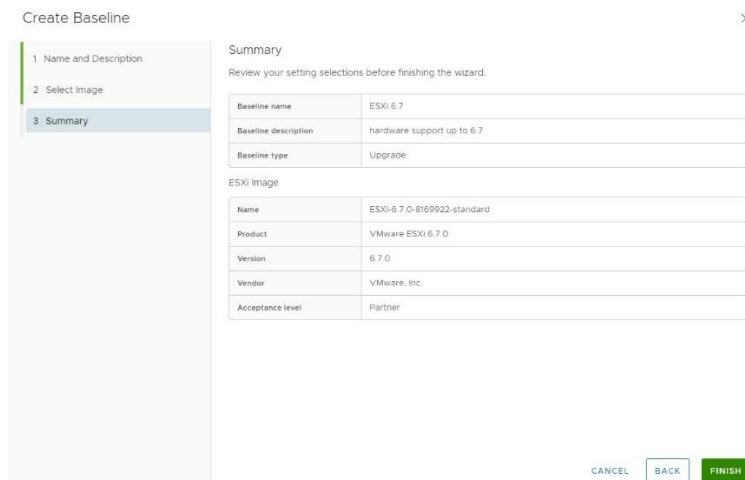 Create Baseline
1 Name and Description
2 Select Image
3 Summary
Summary
Review your setting selections before finishing the wizard.
Baseline name ESXi 6.7
Baseline description hardware support up to 6.7
Baseline type Upgrade
ESXi Image
Name ESXi-6.7.0-8169922-standard
Product VMware ESXi 6.7.0
Version 6.7.0
Vendor VMware, Inc.
Acceptance level Partner
CANCEL BACK FINISH